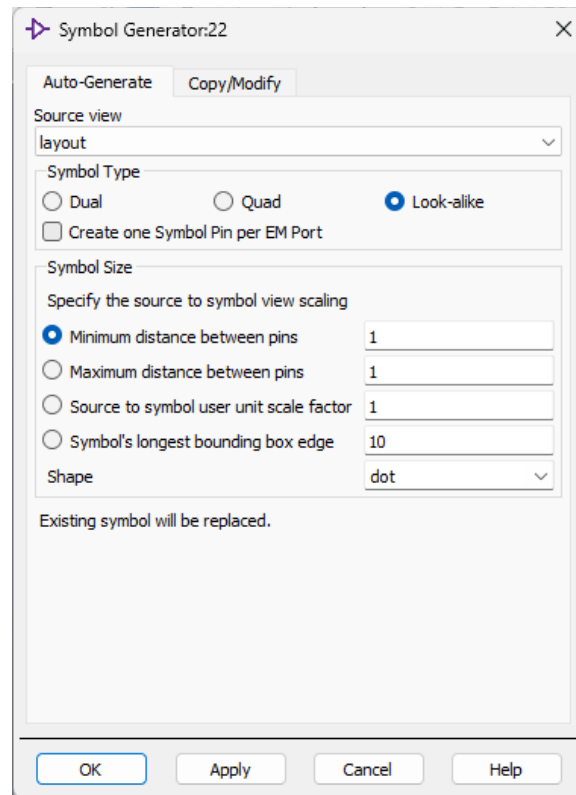 Symbol Generator:22
Auto-Generate Copy/Modify
Source view
layout
Symbol Type
Dual Quad Look-alike
Create one Symbol Pin per EM Port
Symbol Size
Specify the source to symbol view scaling
Minimum distance between pins 1
Maximum distance between pins 1
Source to symbol user unit scale factor 1
Symbol's longest bounding box edge 10
Shape dot
Existing symbol will be replaced.
OK Apply Cancel Help